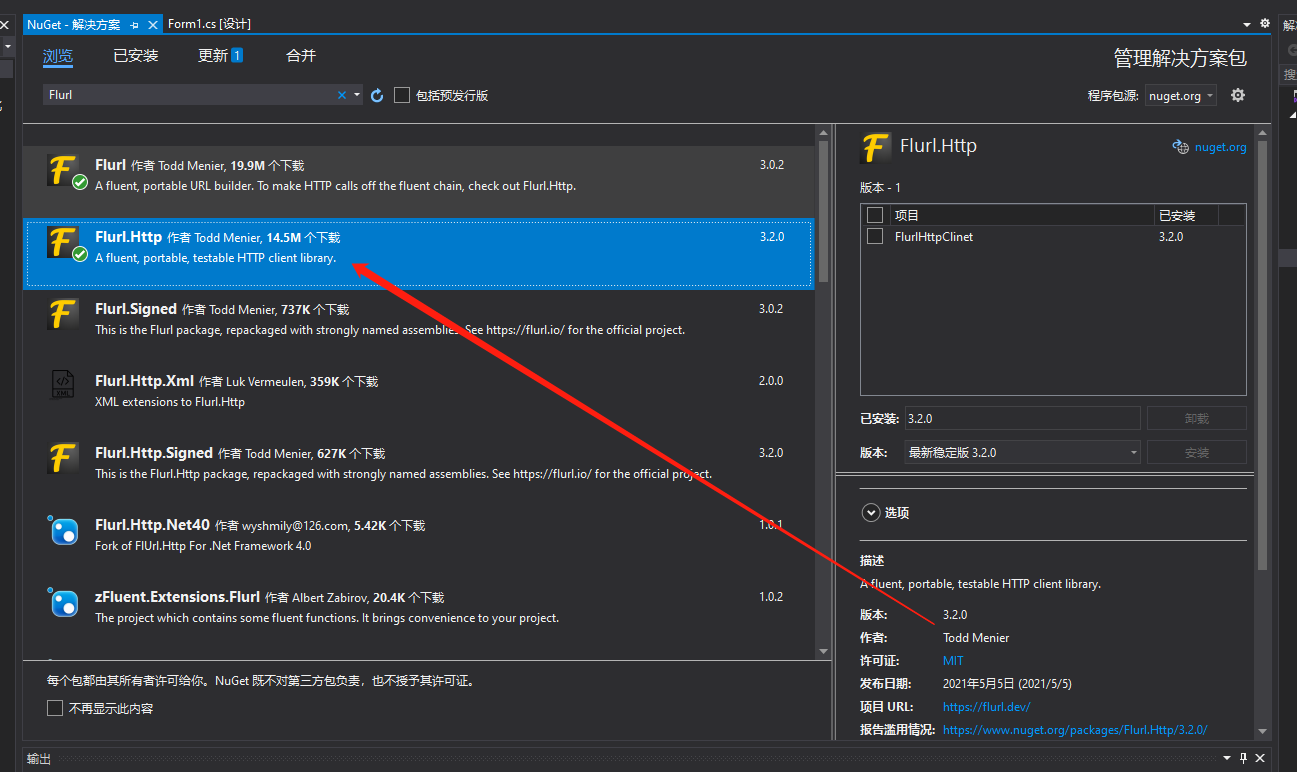 NuGet - 解决方案
Form1.cs [设计]
解
浏览
已安装
更新 1
合并
管理解决方案包
搜
Flurl
包括预发行版
程序包源:
nuget.org
Flurl 作者 Todd Menier, 19.9M 个下载
3.0.2
A fluent, portable URL builder. To make HTTP calls off the fluent chain, check out Flurl.Http.
Flurl.Http 作者 Todd Menier, 14.5M 个下载
3.2.0
A fluent, portable, testable HTTP client library.
Flurl.Signed 作者 Todd Menier, 737K 个下载
3.0.2
This is the Flurl package, repackaged with strongly named assemblies. See https://flurl.io/ for the official project.
Flurl.Http.Xml 作者 Luk Vermeulen, 359K 个下载
2.0.0
XML extensions to Flurl.Http
Flurl.Http.Signed 作者 Todd Menier, 627K 个下载
3.2.0
This is the Flurl.Http package, repackaged with strongly named assemblies. See https://flurl.io/ for the official project.
Flurl.Http.Net40 作者 wyshmily@126.com, 5.42K 个下载
1.0.1
Fork of FlUrl.Http For .Net Framework 4.0
zFluent.Extensions.Flurl 作者 Albert Zabirov, 20.4K 个下载
1.0.2
The project which contains some fluent functions. It brings convenience to your project.
每个包都由其所有者许可给你。NuGet 既不对第三方包负责，也不授予其许可证。
不再显示此内容
Flurl.Http
nuget.org
版本 - 1
项目
已安装
FlurlHttpClinet
3.2.0
已安装:
3.2.0
卸载
版本:
最新稳定版 3.2.0
安装
选项
描述
A fluent, portable, testable HTTP client library.
版本: 3.2.0
作者: Todd Menier
许可证: MIT
发布日期: 2021年5月5日 (2021/5/5)
项目 URL: https://flurl.dev/
报告滥用情况: https://www.nuget.org/packages/Flurl.Http/3.2.0/
输出